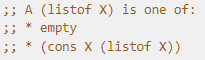 ;; A (listof X) is one of:
;; * empty
;; * (cons X (listof X))